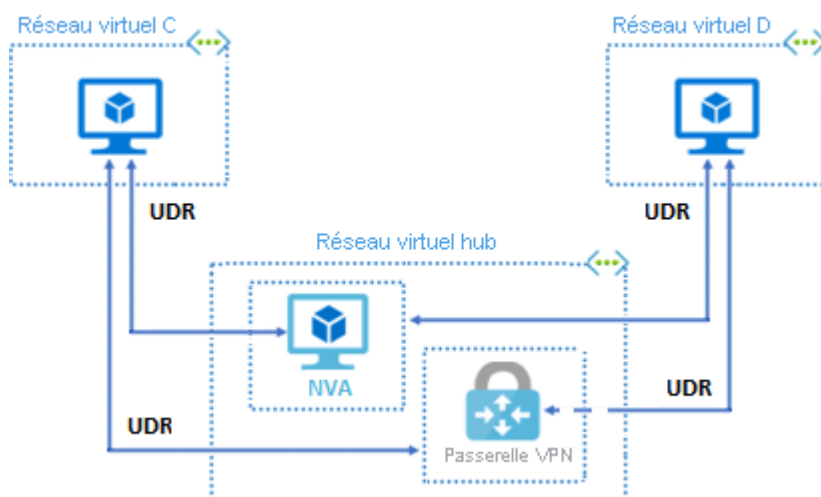 Réseau virtuel C
Réseau virtuel D
UDR
UDR
Réseau virtuel hub
NVA
UDR
UDR
Passerelle VPN